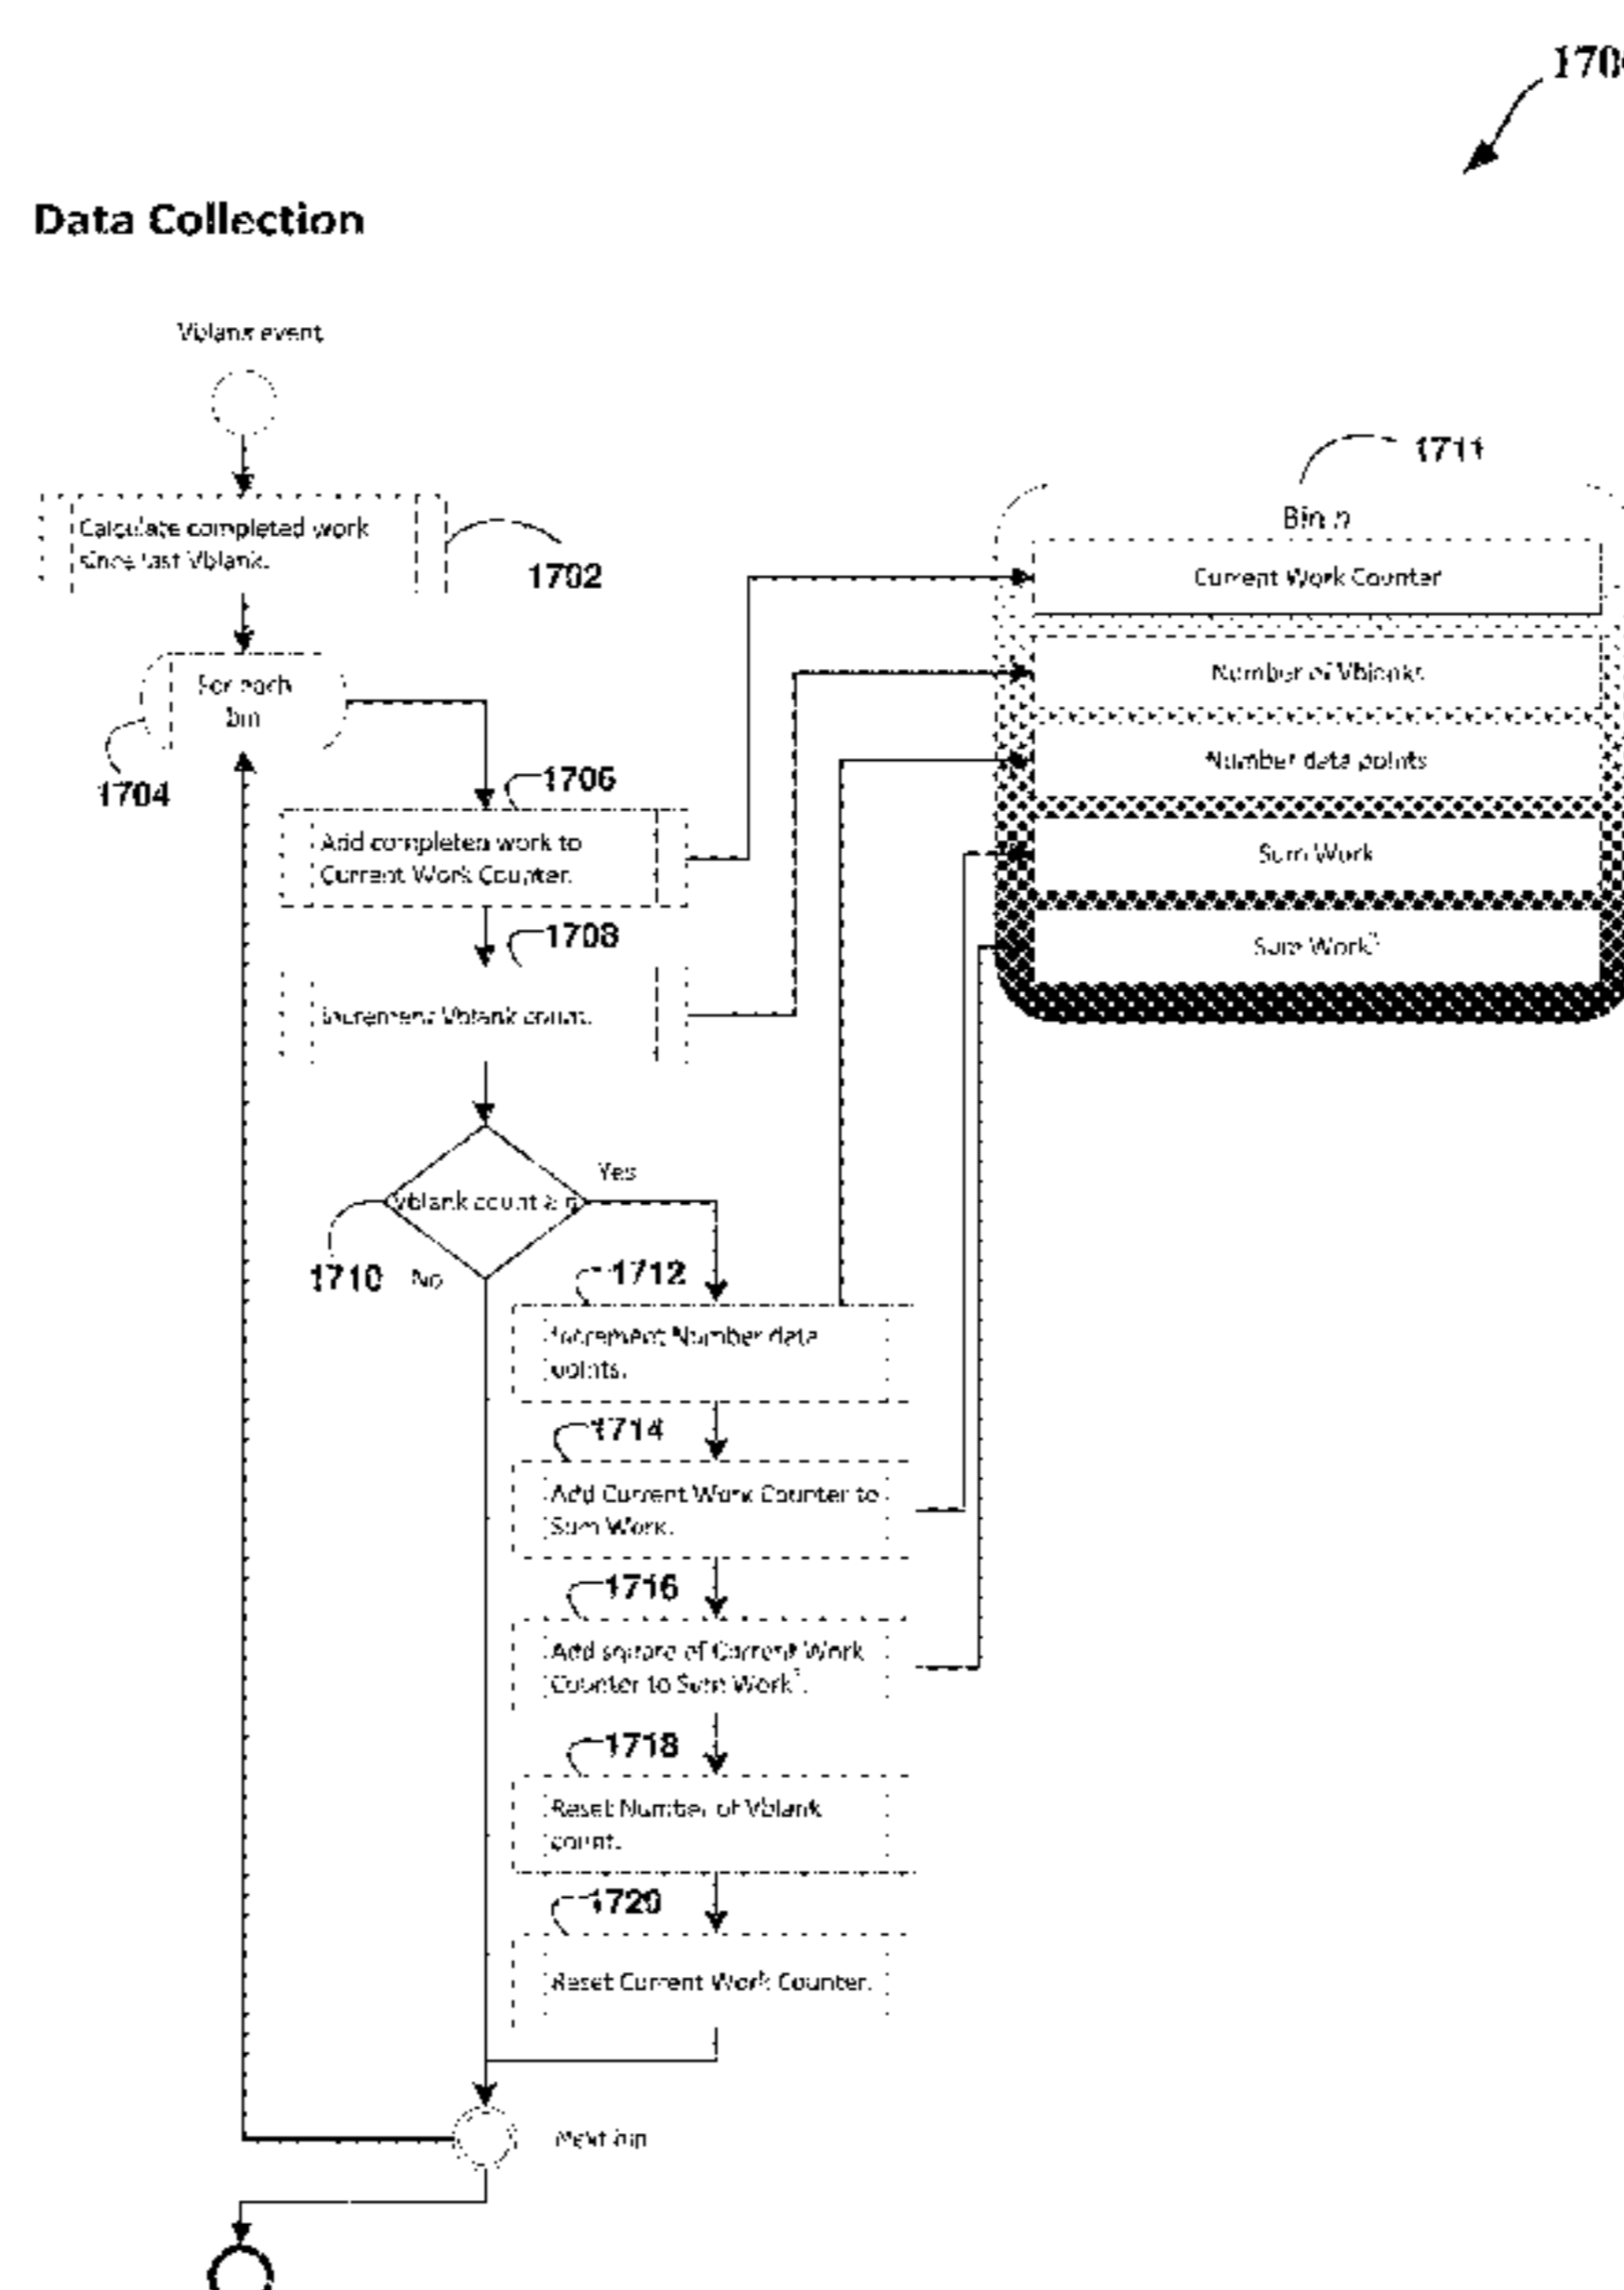 Data Collection
Vblank event
Calculate completed work
since last Vblank.
1702
1711
Bin n
Current Work Counter
Number of Vblanks
Number data points
Sum Work
Sum Work²
For each
bin
1704
1706
Add completed work to
Current Work Counter.
1708
Increment Vblank count.
Vblank count ≥ n
Yes
1710
No
1712
Increment Number data
points.
1714
Add Current Work Counter to
Sum Work.
1716
Add square of Current Work
Counter to Sum Work².
1718
Reset Number of Vblank
count.
1720
Reset Current Work Counter.
Next bin